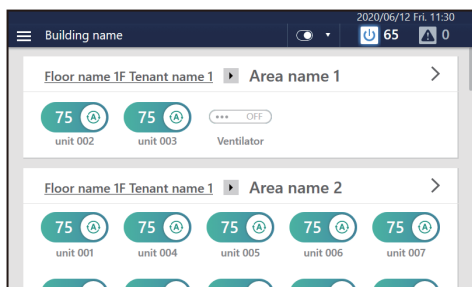 2020/06/12 Fri. 11:30
Building name 65 0
Floor name 1F Tenant name 1 Area name 1
75 A 75 A ••• OFF
unit 002 unit 003 Ventilator
Floor name 1F Tenant name 1 Area name 2
75 A 75 A 75 A 75 A 75 A
unit 001 unit 004 unit 005 unit 006 unit 007